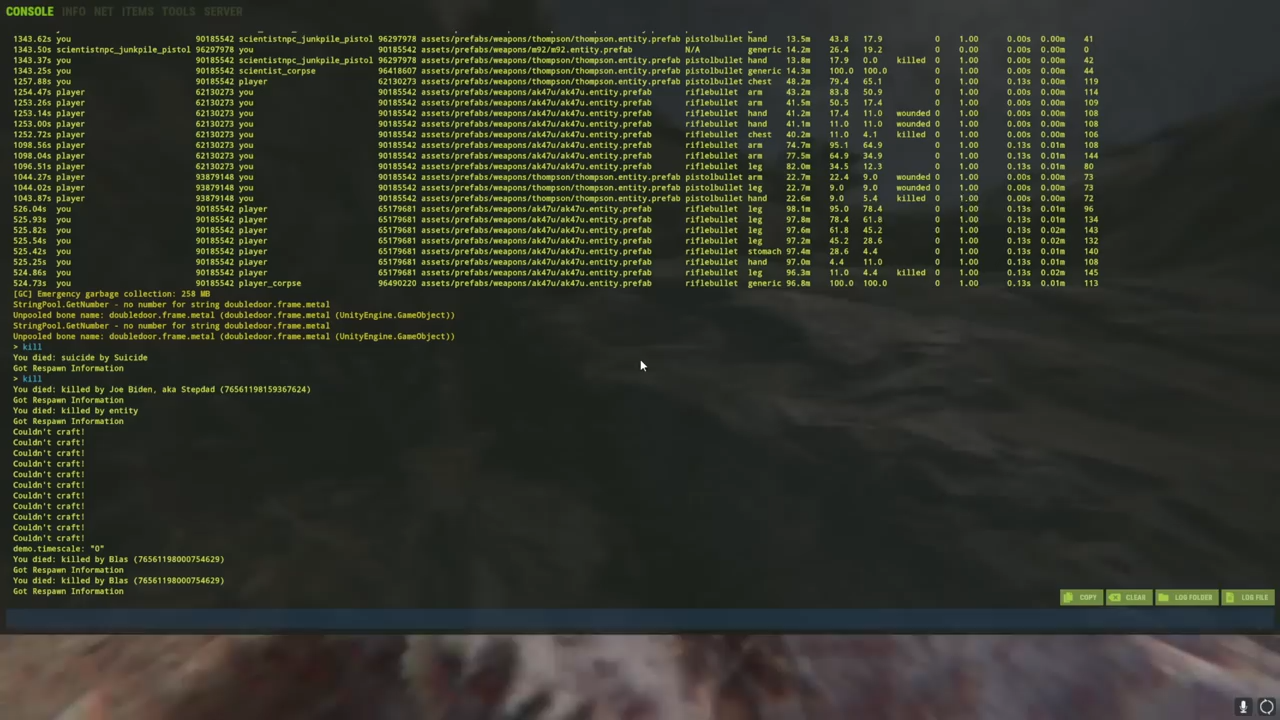 CONSOLE INFO NET ITEMS TOOLS SERVER
1343.62s you 90185542 scientistnpc_junkpile_pistol 96297978 assets/prefabs/weapons/thompson/thompson.entity.prefab pistolbullet hand 13.5m 43.8 17.9 0 1.00 0.00s 0.00m 41
1343.50s scientistnpc_junkpile_pistol 96297978 you 90185542 assets/prefabs/weapons/m92/m92.entity.prefab N/A generic 14.2m 26.4 19.2 0 1.00 0.00s 0.00m 0
1343.37s you 90185542 scientistnpc_junkpile_pistol 96297978 assets/prefabs/weapons/thompson/thompson.entity.prefab pistolbullet hand 13.8m 17.9 0.0 killed 0 1.00 0.00s 0.00m 42
1343.25s you 90185542 scientist_corpse 96418607 assets/prefabs/weapons/thompson/thompson.entity.prefab pistolbullet generic 14.3m 100.0 100.0 0 1.00 0.00s 0.00m 44
1257.88s you 90185542 player 62130273 assets/prefabs/weapons/thompson/thompson.entity.prefab pistolbullet chest 48.2m 79.4 65.1 0 1.00 0.13s 0.00m 119
1254.47s player 62130273 you 90185542 assets/prefabs/weapons/ak47u/ak47u.entity.prefab riflebullet arm 43.2m 83.8 50.9 0 1.00 0.00s 0.00m 114
1253.26s player 62130273 you 90185542 assets/prefabs/weapons/ak47u/ak47u.entity.prefab riflebullet arm 41.5m 50.5 17.4 0 1.00 0.00s 0.00m 109
1253.14s player 62130273 you 90185542 assets/prefabs/weapons/ak47u/ak47u.entity.prefab riflebullet hand 41.2m 17.4 11.0 wounded 0 1.00 0.00s 0.00m 108
1253.00s player 62130273 you 90185542 assets/prefabs/weapons/ak47u/ak47u.entity.prefab riflebullet hand 41.1m 11.0 11.0 wounded 0 1.00 0.00s 0.00m 108
1252.72s player 62130273 you 90185542 assets/prefabs/weapons/ak47u/ak47u.entity.prefab riflebullet chest 40.2m 11.0 4.1 killed 0 1.00 0.00s 0.00m 106
1098.56s player 62130273 you 90185542 assets/prefabs/weapons/ak47u/ak47u.entity.prefab riflebullet arm 74.7m 95.1 64.9 0 1.00 0.13s 0.01m 108
1098.04s player 62130273 you 90185542 assets/prefabs/weapons/ak47u/ak47u.entity.prefab riflebullet arm 77.5m 64.9 34.9 0 1.00 0.13s 0.01m 144
1096.51s player 62130273 you 90185542 assets/prefabs/weapons/ak47u/ak47u.entity.prefab riflebullet leg 82.0m 34.5 12.3 0 1.00 0.13s 0.01m 80
1044.27s player 93879148 you 90185542 assets/prefabs/weapons/thompson/thompson.entity.prefab pistolbullet arm 22.7m 22.4 9.0 wounded 0 1.00 0.00s 0.00m 73
1044.02s player 93879148 you 90185542 assets/prefabs/weapons/thompson/thompson.entity.prefab pistolbullet leg 22.7m 9.0 9.0 wounded 0 1.00 0.00s 0.00m 73
1043.87s player 93879148 you 90185542 assets/prefabs/weapons/thompson/thompson.entity.prefab pistolbullet hand 22.6m 9.0 5.4 killed 0 1.00 0.00s 0.00m 72
526.04s you 90185542 player 65179681 assets/prefabs/weapons/ak47u/ak47u.entity.prefab riflebullet leg 98.1m 95.0 78.4 0 1.00 0.13s 0.01m 96
525.93s you 90185542 player 65179681 assets/prefabs/weapons/ak47u/ak47u.entity.prefab riflebullet leg 97.8m 78.4 61.8 0 1.00 0.13s 0.01m 134
525.82s you 90185542 player 65179681 assets/prefabs/weapons/ak47u/ak47u.entity.prefab riflebullet leg 97.6m 61.8 45.2 0 1.00 0.13s 0.02m 143
525.54s you 90185542 player 65179681 assets/prefabs/weapons/ak47u/ak47u.entity.prefab riflebullet leg 97.2m 45.2 28.6 0 1.00 0.13s 0.02m 132
525.42s you 90185542 player 65179681 assets/prefabs/weapons/ak47u/ak47u.entity.prefab riflebullet stomach 97.4m 28.6 4.4 0 1.00 0.13s 0.01m 140
525.25s you 90185542 player 65179681 assets/prefabs/weapons/ak47u/ak47u.entity.prefab riflebullet hand 97.0m 4.4 11.0 0 1.00 0.13s 0.01m 108
524.86s you 90185542 player 65179681 assets/prefabs/weapons/ak47u/ak47u.entity.prefab riflebullet leg 96.3m 11.0 4.4 killed 0 1.00 0.13s 0.02m 145
524.73s you 90185542 player_corpse 96490220 assets/prefabs/weapons/ak47u/ak47u.entity.prefab riflebullet generic 96.8m 100.0 100.0 0 1.00 0.13s 0.01m 113
[GC] Emergency garbage collection: 258 MB
StringPool.GetNumber - no number for string doubledoor.frame.metal
Unpooled bone name: doubledoor.frame.metal (doubledoor.frame.metal (UnityEngine.GameObject))
StringPool.GetNumber - no number for string doubledoor.frame.metal
Unpooled bone name: doubledoor.frame.metal (doubledoor.frame.metal (UnityEngine.GameObject))
> kill
You died: suicide by Suicide
Got Respawn Information
> kill
You died: killed by Joe Biden, aka Stepdad (76561198159367624)
Got Respawn Information
You died: killed by entity
Got Respawn Information
Couldn't craft!
Couldn't craft!
Couldn't craft!
Couldn't craft!
Couldn't craft!
Couldn't craft!
Couldn't craft!
Couldn't craft!
Couldn't craft!
Couldn't craft!
Couldn't craft!
demo.timescale: "0"
You died: killed by Blas (76561198000754629)
Got Respawn Information
You died: killed by Blas (76561198000754629)
Got Respawn Information
COPY CLEAR LOG FOLDER LOG FILE